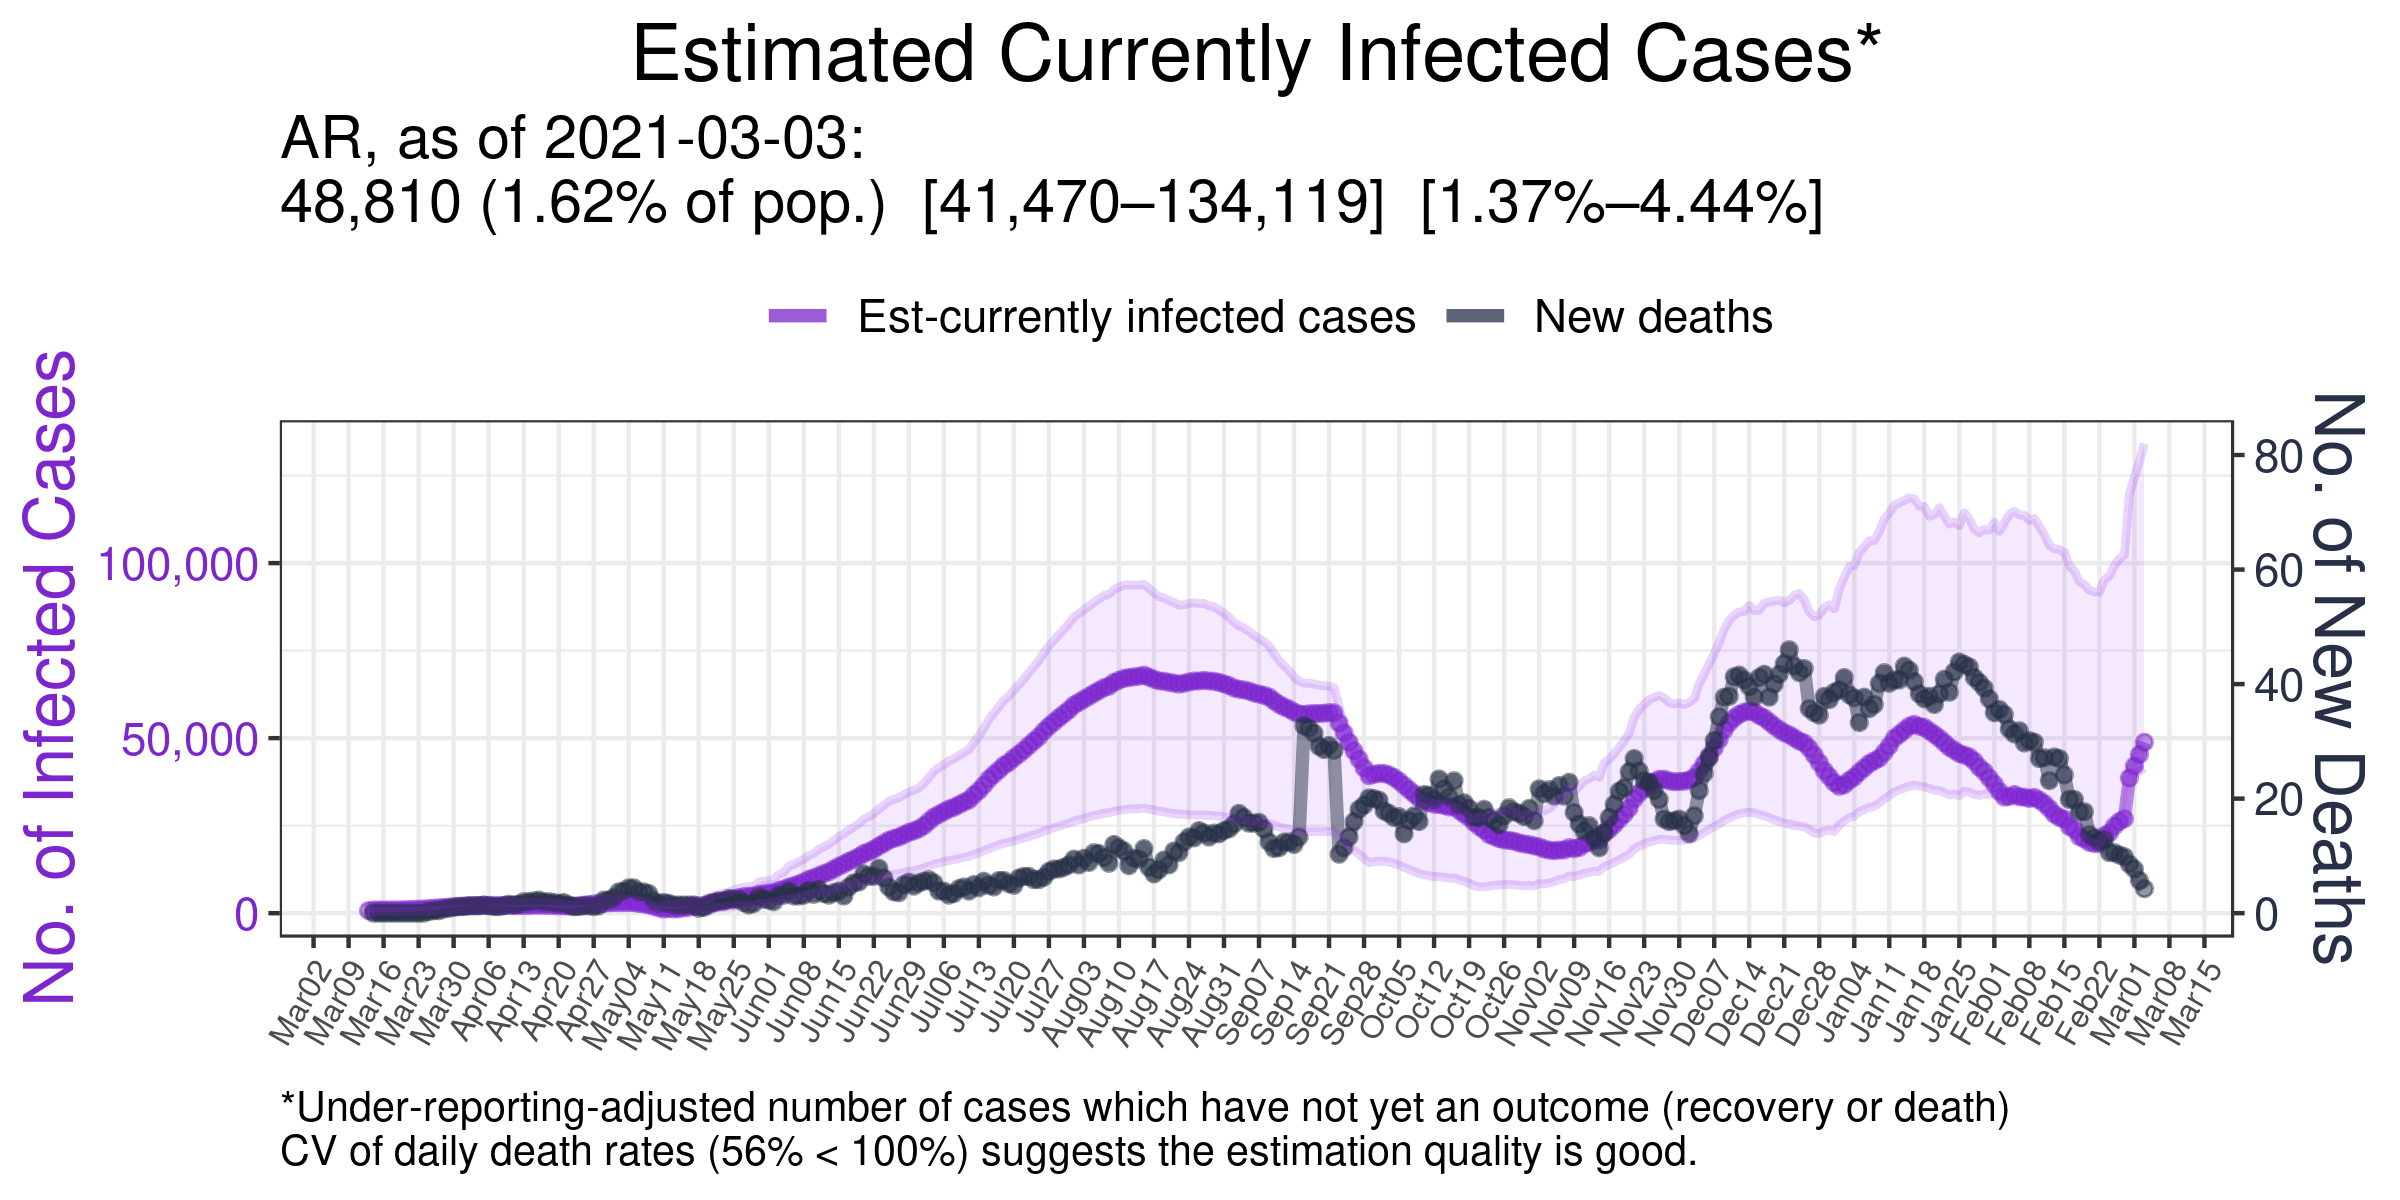 Estimated Currently Infected Cases*
AR, as of 2021-03-03:
48,810 (1.62% of pop.) [41,470–134,119] [1.37%–4.44%]
Est-currently infected cases
New deaths
No. of Infected Cases
100,000
50,000
0
80
60
40
20
0
No. of New Deaths
Mar02
Mar09
Mar16
Mar23
Mar30
Apr06
Apr13
Apr20
Apr27
May04
May11
May18
May25
Jun01
Jun08
Jun15
Jun22
Jun29
Jul06
Jul13
Jul20
Jul27
Aug03
Aug10
Aug17
Aug24
Aug31
Sep07
Sep14
Sep21
Sep28
Oct05
Oct12
Oct19
Oct26
Nov02
Nov09
Nov16
Nov23
Nov30
Dec07
Dec14
Dec21
Dec28
Jan04
Jan11
Jan18
Jan25
Feb01
Feb08
Feb15
Feb22
Mar01
Mar08
Mar15
*Under-reporting-adjusted number of cases which have not yet an outcome (recovery or death)
CV of daily death rates (56% < 100%) suggests the estimation quality is good.